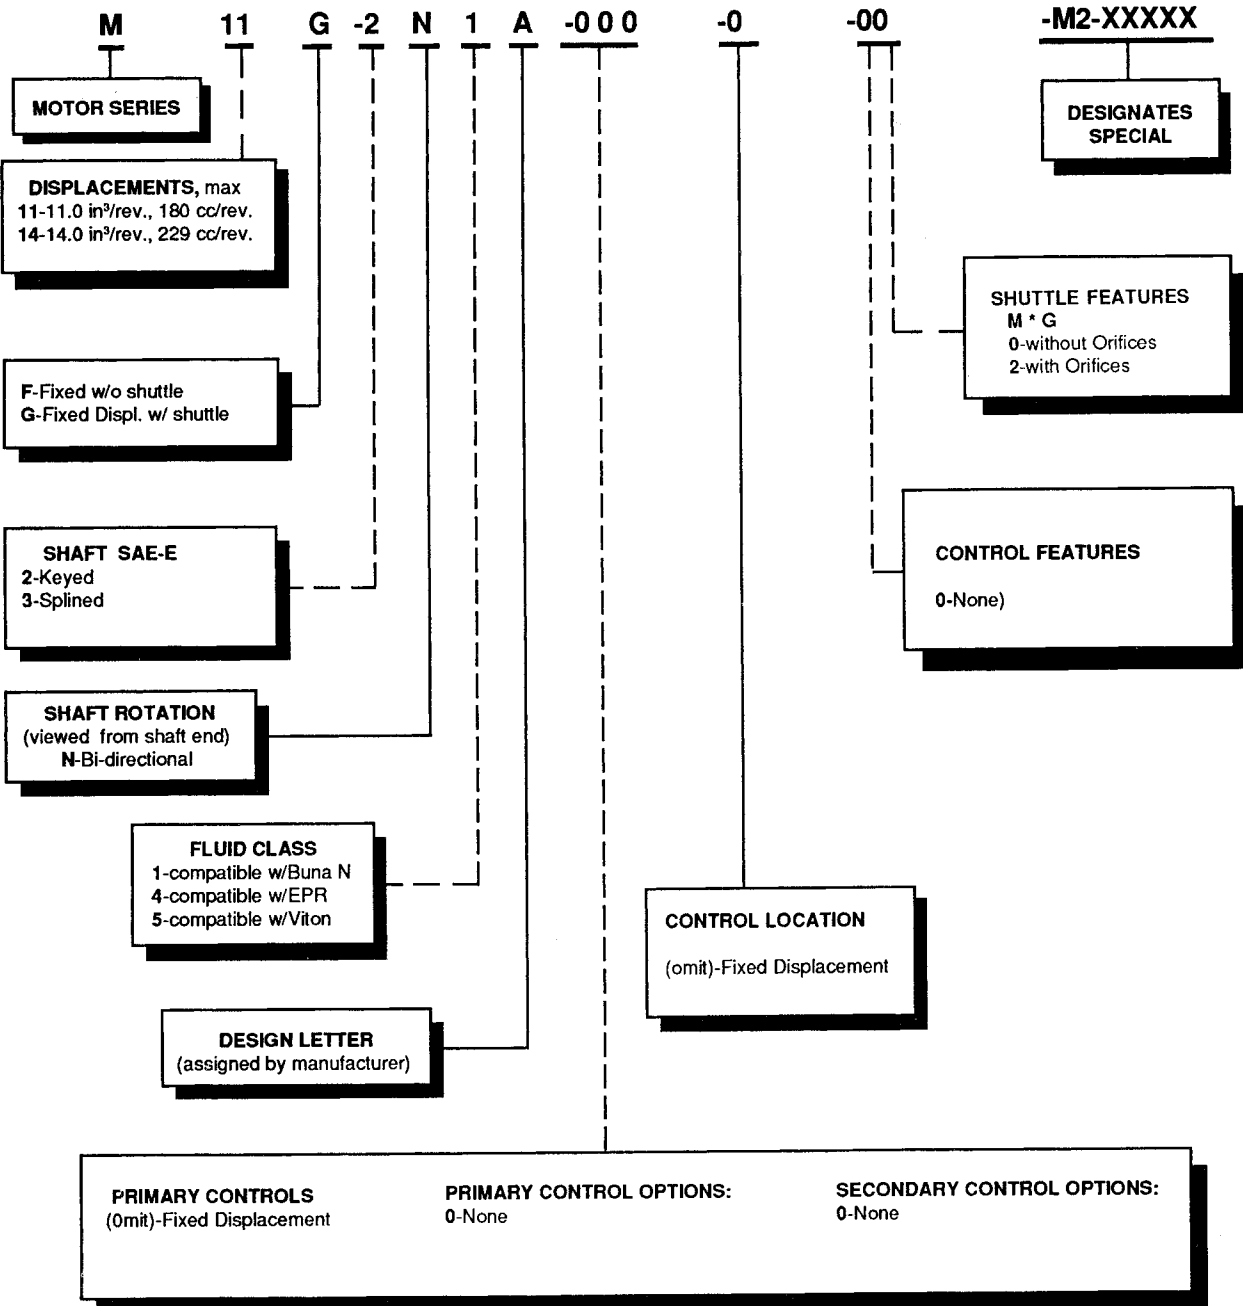 M 11 G -2 N 1 A -000 -0 -00 -M2-XXXXX
MOTOR SERIES
DESIGNATES
SPECIAL
DISPLACEMENTS, max
11-11.0 in³/rev., 180 cc/rev.
14-14.0 in³/rev., 229 cc/rev.
SHUTTLE FEATURES
M * G
0-without Orifices
2-with Orifices
F-Fixed w/o shuttle
G-Fixed Displ. w/ shuttle
SHAFT SAE-E
2-Keyed
3-Splined
CONTROL FEATURES
0-None)
SHAFT ROTATION
(viewed from shaft end)
N-Bi-directional
FLUID CLASS
1-compatible w/Buna N
4-compatible w/EPR
5-compatible w/Viton
CONTROL LOCATION
(omit)-Fixed Displacement
DESIGN LETTER
(assigned by manufacturer)
PRIMARY CONTROLS
(0mit)-Fixed Displacement
PRIMARY CONTROL OPTIONS:
0-None
SECONDARY CONTROL OPTIONS:
0-None